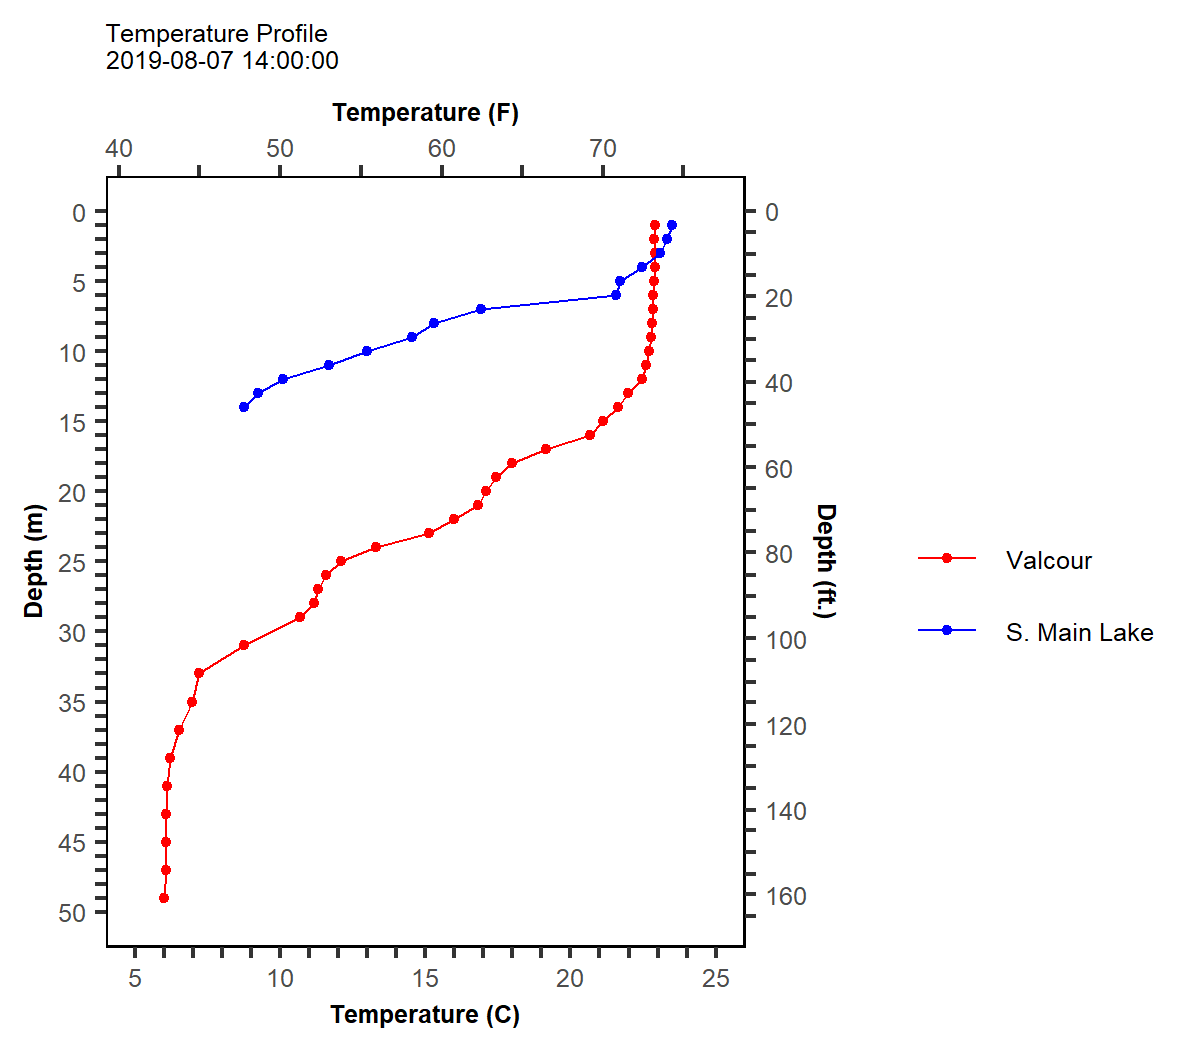 Temperature Profile
2019-08-07 14:00:00
Temperature (F)
40 50 60 70
0
5
10
15
20
25
30
35
40
45
50
Depth (m)
0
20
40
60
80
100
120
140
160
Depth (ft.)
Valcour
S. Main Lake
5 10 15 20 25
Temperature (C)